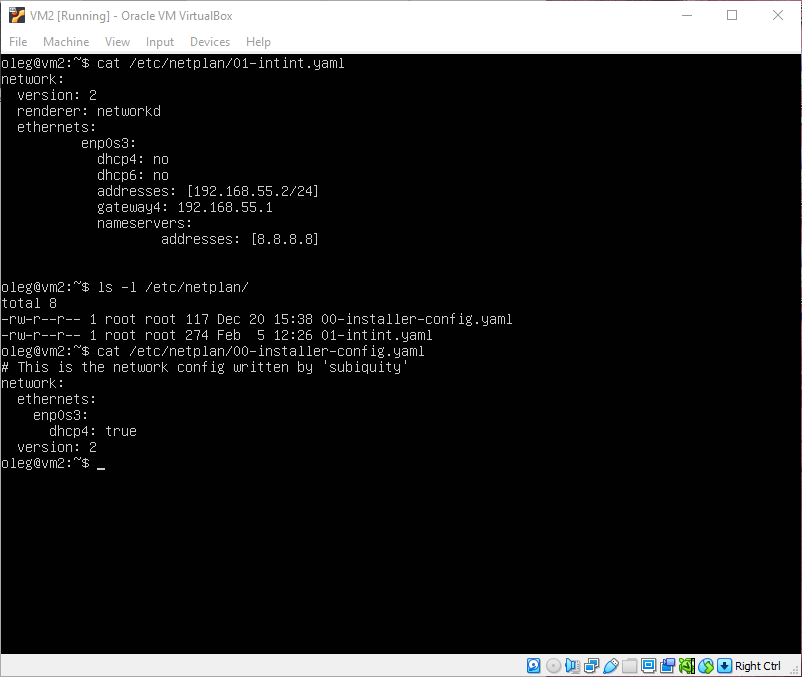 VM2 [Running] - Oracle VM VirtualBox
File Machine View Input Devices Help
oleg@vm2:~$ cat /etc/netplan/01-intint.yaml
network:
  version: 2
  renderer: networkd
  ethernets:
          enp0s3:
            dhcp4: no
            dhcp6: no
            addresses: [192.168.55.2/24]
            gateway4: 192.168.55.1
            nameservers:
                    addresses: [8.8.8.8]
oleg@vm2:~$ ls -l /etc/netplan/
total 8
-rw-r--r-- 1 root root 117 Dec 20 15:38 00-installer-config.yaml
-rw-r--r-- 1 root root 274 Feb  5 12:26 01-intint.yaml
oleg@vm2:~$ cat /etc/netplan/00-installer-config.yaml
# This is the network config written by 'subiquity'
network:
  ethernets:
    enp0s3:
      dhcp4: true
  version: 2
oleg@vm2:~$ _
Right Ctrl